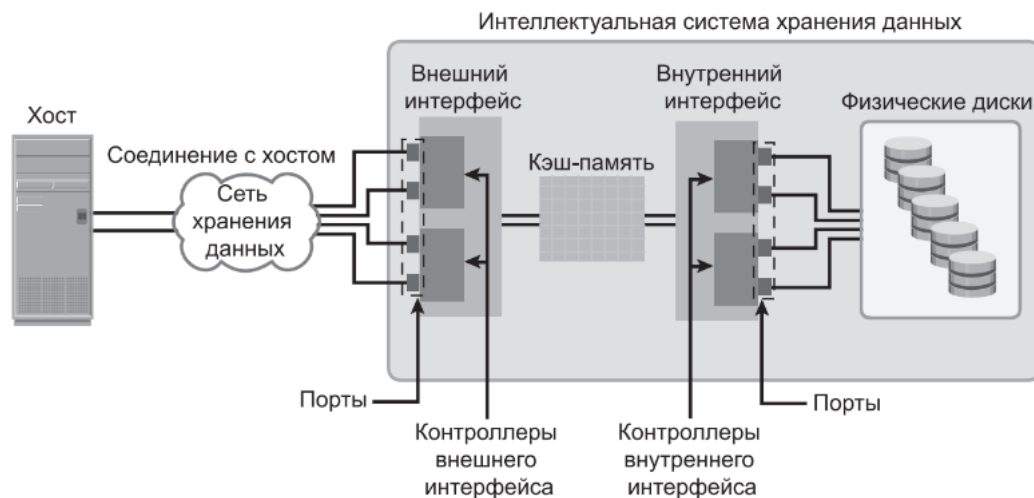 Интеллектуальная система хранения данных
Внешний
интерфейс
Внутренний
интерфейс
Хост
Физические диски
Соединение с хостом
Кэш-память
Сеть
хранения
данных
Порты
Порты
Контроллеры
внешнего
интерфейса
Контроллеры
внутреннего
интерфейса